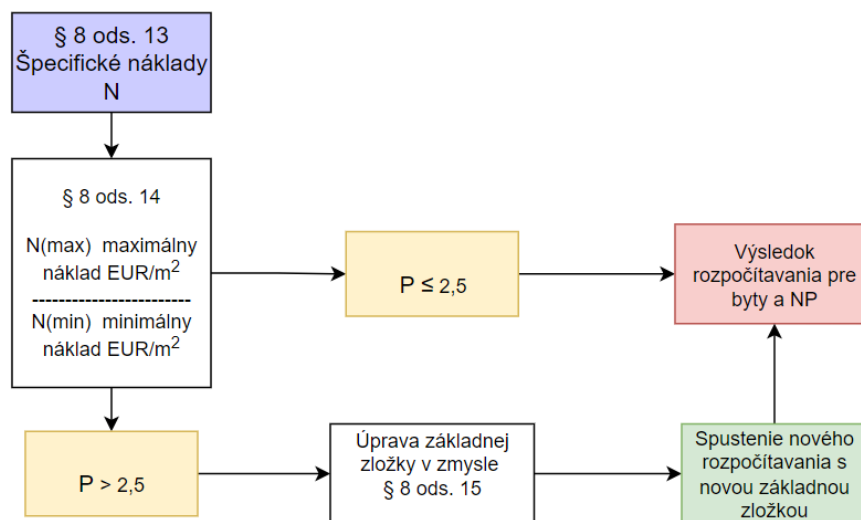 § 8 ods. 13
Špecifické náklady
N
§ 8 ods. 14
N(max) maximálny
náklad EUR/m²
------------------------
N(min) minimálny
náklad EUR/m²
P ≤ 2,5
Výsledok
rozpočítavania pre
byty a NP
P > 2,5
Úprava základnej
zložky v zmysle
§ 8 ods. 15
Spustenie nového
rozpočítavania s
novou základnou
zložkou